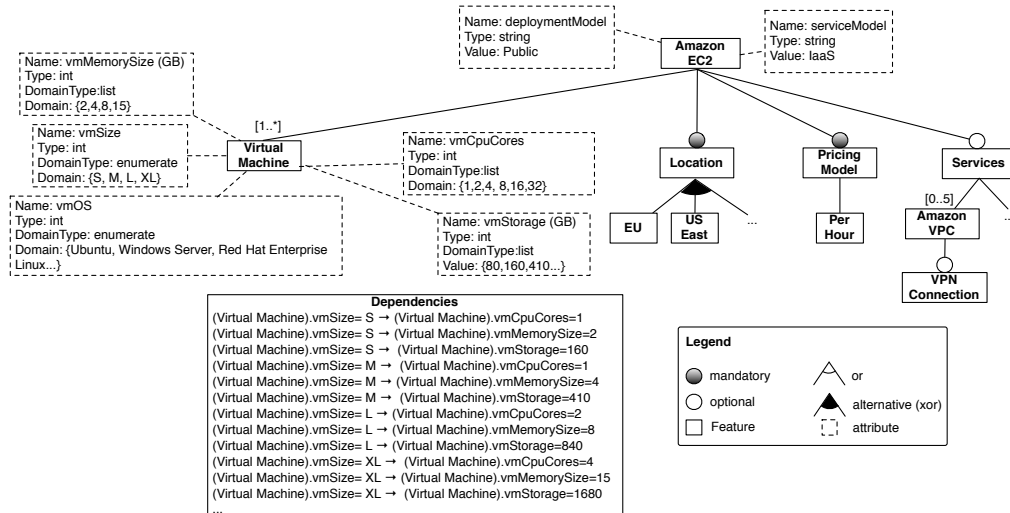 Name: deploymentModel
Type: string
Value: Public
Amazon
EC2
Name: serviceModel
Type: string
Value: IaaS
Name: vmMemorySize (GB)
Type: int
DomainType:list
Domain: {2,4,8,15}
Name: vmSize
Type: int
DomainType: enumerate
Domain: {S, M, L, XL}
Name: vmOS
Type: int
DomainType: enumerate
Domain: {Ubuntu, Windows Server, Red Hat Enterprise
Linux...}
[1..*]
Virtual
Machine
Name: vmCpuCores
Type: int
DomainType:list
Domain: {1,2,4, 8,16,32}
Name: vmStorage (GB)
Type: int
DomainType:list
Value: {80,160,410...}
Location
EU
US
East
...
Pricing
Model
Per
Hour
Services
[0..5]
Amazon
VPC
...
VPN
Connection
Dependencies
(Virtual Machine).vmSize= S → (Virtual Machine).vmCpuCores=1
(Virtual Machine).vmSize= S → (Virtual Machine).vmMemorySize=2
(Virtual Machine).vmSize= S → (Virtual Machine).vmStorage=160
(Virtual Machine).vmSize= M → (Virtual Machine).vmCpuCores=1
(Virtual Machine).vmSize= M → (Virtual Machine).vmMemorySize=4
(Virtual Machine).vmSize= M → (Virtual Machine).vmStorage=410
(Virtual Machine).vmSize= L → (Virtual Machine).vmCpuCores=2
(Virtual Machine).vmSize= L → (Virtual Machine).vmMemorySize=8
(Virtual Machine).vmSize= L → (Virtual Machine).vmStorage=840
(Virtual Machine).vmSize= XL → (Virtual Machine).vmCpuCores=4
(Virtual Machine).vmSize= XL → (Virtual Machine).vmMemorySize=15
(Virtual Machine).vmSize= XL → (Virtual Machine).vmStorage=1680
...
Legend
mandatory
or
optional
alternative (xor)
Feature
attribute